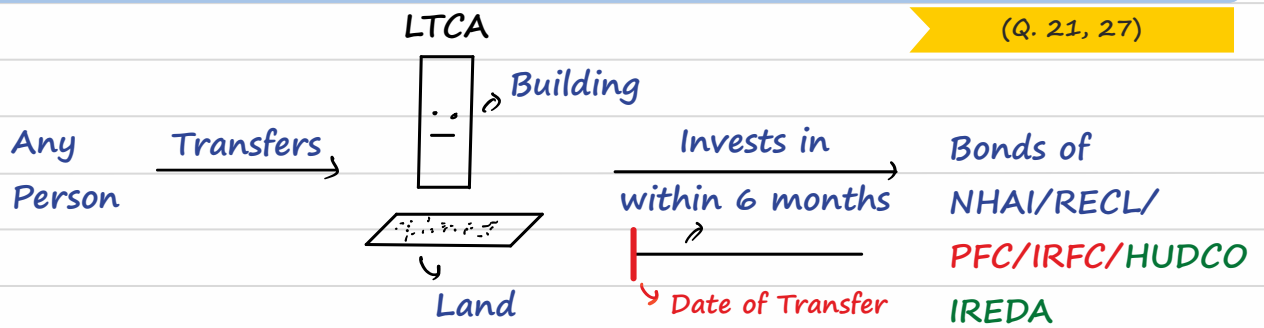 LTCA
(Q. 21, 27)
Building
Any
Person
Transfers
Land
Invests in
within 6 months
Date of Transfer
Bonds of
NHAI/RECL/
PFC/IRFC/HUDCO
IREDA